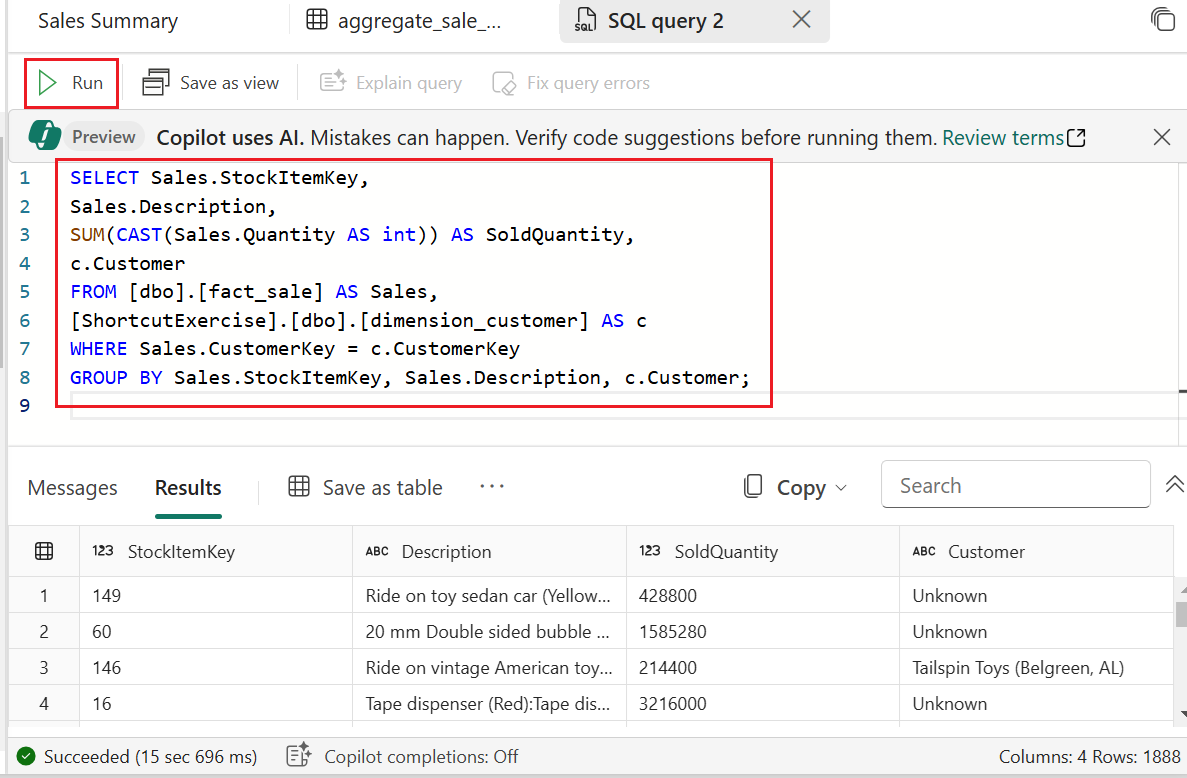 Sales Summary
aggregate_sale_...
SQL
SQL query 2
Run
Save as view
Explain query
Fix query errors
Preview
Copilot uses AI. Mistakes can happen. Verify code suggestions before running them. Review terms
1 SELECT Sales.StockItemKey,
2 Sales.Description,
3 SUM(CAST(Sales.Quantity AS int)) AS SoldQuantity,
4 c.Customer
5 FROM [dbo].[fact_sale] AS Sales,
6 [ShortcutExercise].[dbo].[dimension_customer] AS c
7 WHERE Sales.CustomerKey = c.CustomerKey
8 GROUP BY Sales.StockItemKey, Sales.Description, c.Customer;
9
Messages Results Save as table ... Copy Search
123 StockItemKey ABC Description 123 SoldQuantity ABC Customer
1 149 Ride on toy sedan car (Yellow... 428800 Unknown
2 60 20 mm Double sided bubble ... 1585280 Unknown
3 146 Ride on vintage American toy... 214400 Tailspin Toys (Belgreen, AL)
4 16 Tape dispenser (Red):Tape dis... 3216000 Unknown
Succeeded (15 sec 696 ms) Copilot completions: Off Columns: 4 Rows: 1888